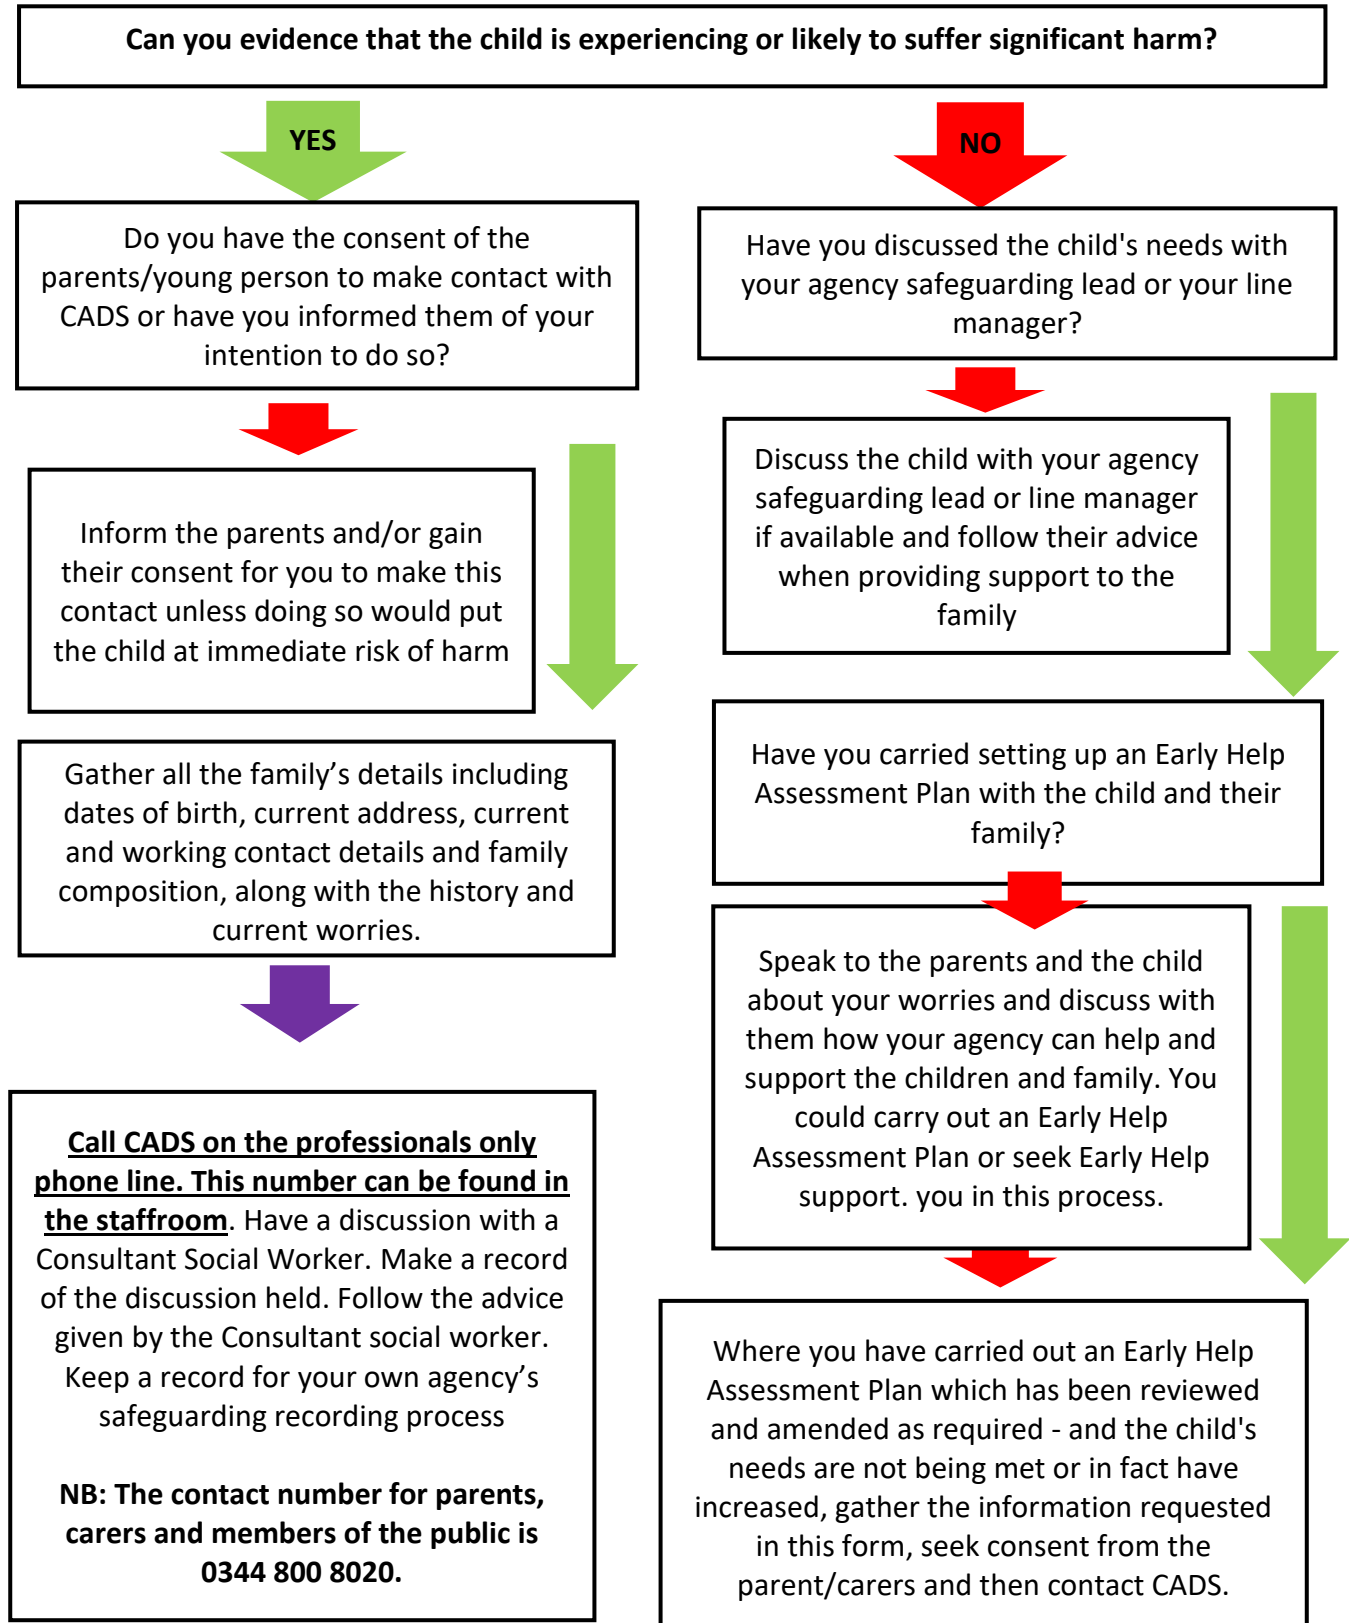 Can you evidence that the child is experiencing or likely to suffer significant harm?
YES
NO
Do you have the consent of the
parents/young person to make contact with
CADS or have you informed them of your
intention to do so?
Inform the parents and/or gain
their consent for you to make this
contact unless doing so would put
the child at immediate risk of harm
Gather all the family’s details including
dates of birth, current address, current
and working contact details and family
composition, along with the history and
current worries.
Call CADS on the professionals only
phone line. This number can be found in
the staffroom. Have a discussion with a
Consultant Social Worker. Make a record
of the discussion held. Follow the advice
given by the Consultant social worker.
Keep a record for your own agency’s
safeguarding recording process
NB: The contact number for parents,
carers and members of the public is
0344 800 8020.
Have you discussed the child's needs with
your agency safeguarding lead or your line
manager?
Discuss the child with your agency
safeguarding lead or line manager
if available and follow their advice
when providing support to the
family
Have you carried setting up an Early Help
Assessment Plan with the child and their
family?
Speak to the parents and the child
about your worries and discuss with
them how your agency can help and
support the children and family. You
could carry out an Early Help
Assessment Plan or seek Early Help
support. you in this process.
Where you have carried out an Early Help
Assessment Plan which has been reviewed
and amended as required - and the child's
needs are not being met or in fact have
increased, gather the information requested
in this form, seek consent from the
parent/carers and then contact CADS.